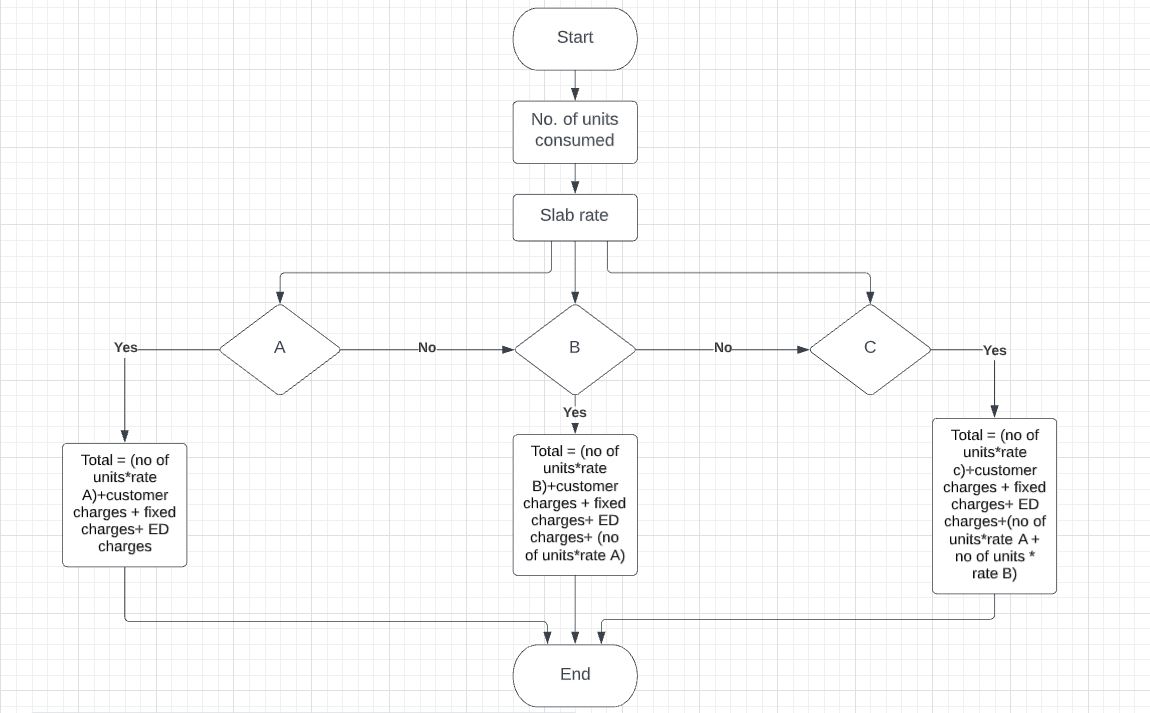 Start
No. of units
consumed
Slab rate
A
B
C
Yes
No
No
Yes
Yes
Total = (no of
units*rate
A)+customer
charges + fixed
charges+ ED
charges
Total = (no of
units*rate
B)+customer
charges + fixed
charges+ ED
charges+ (no
of units*rate A)
Total = (no of
units*rate
c)+customer
charges + fixed
charges+ ED
charges+(no of
units*rate A +
no of units *
rate B)
End